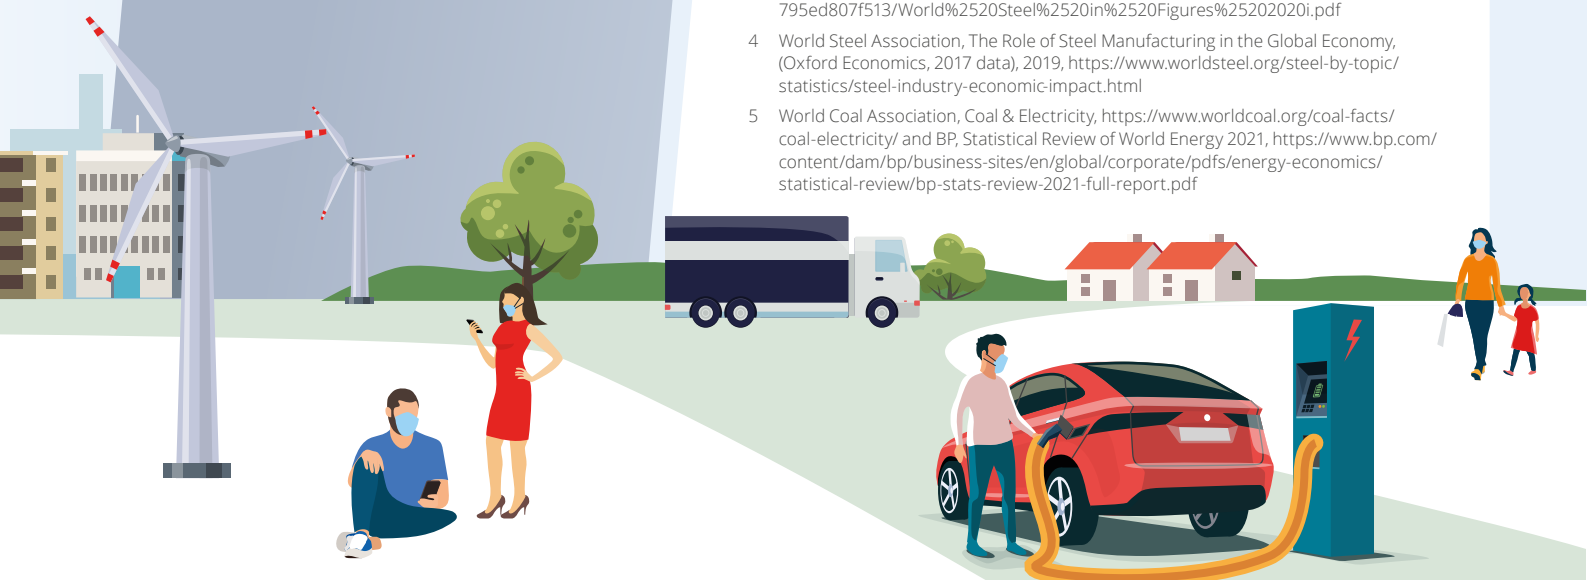 795ed807f513/World%2520Steel%2520in%2520Figures%25202020i.pdf
4 World Steel Association, The Role of Steel Manufacturing in the Global Economy,
(Oxford Economics, 2017 data), 2019, https://www.worldsteel.org/steel-by-topic/
statistics/steel-industry-economic-impact.html
5 World Coal Association, Coal & Electricity, https://www.worldcoal.org/coal-facts/
coal-electricity/ and BP, Statistical Review of World Energy 2021, https://www.bp.com/
content/dam/bp/business-sites/en/global/corporate/pdfs/energy-economics/
statistical-review/bp-stats-review-2021-full-report.pdf